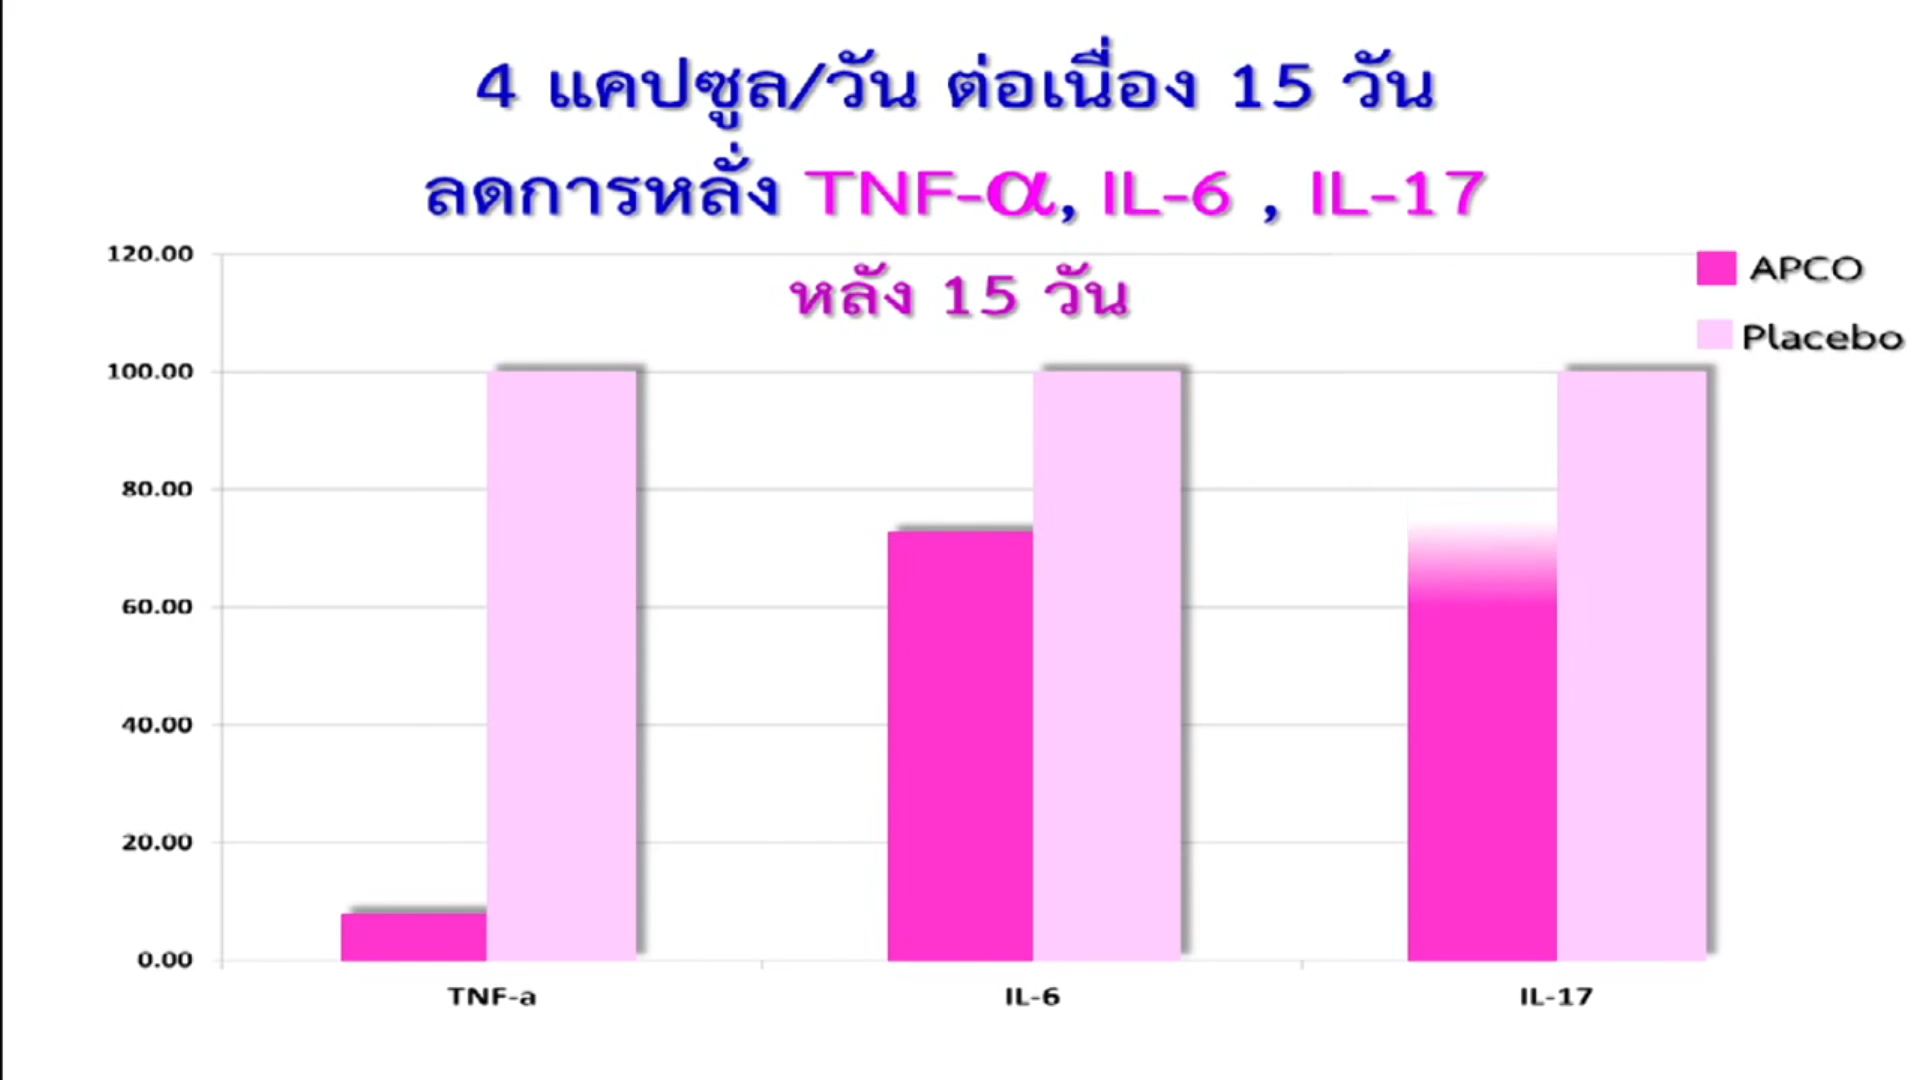 4 แคปซูล/วัน ต่อเนื่อง 15 วัน
ลดการหลั่ง TNF-α, IL-6 , IL-17
หลัง 15 วัน
APCO
Placebo
120.00
100.00
80.00
60.00
40.00
20.00
0.00
TNF-a
IL-6
IL-17